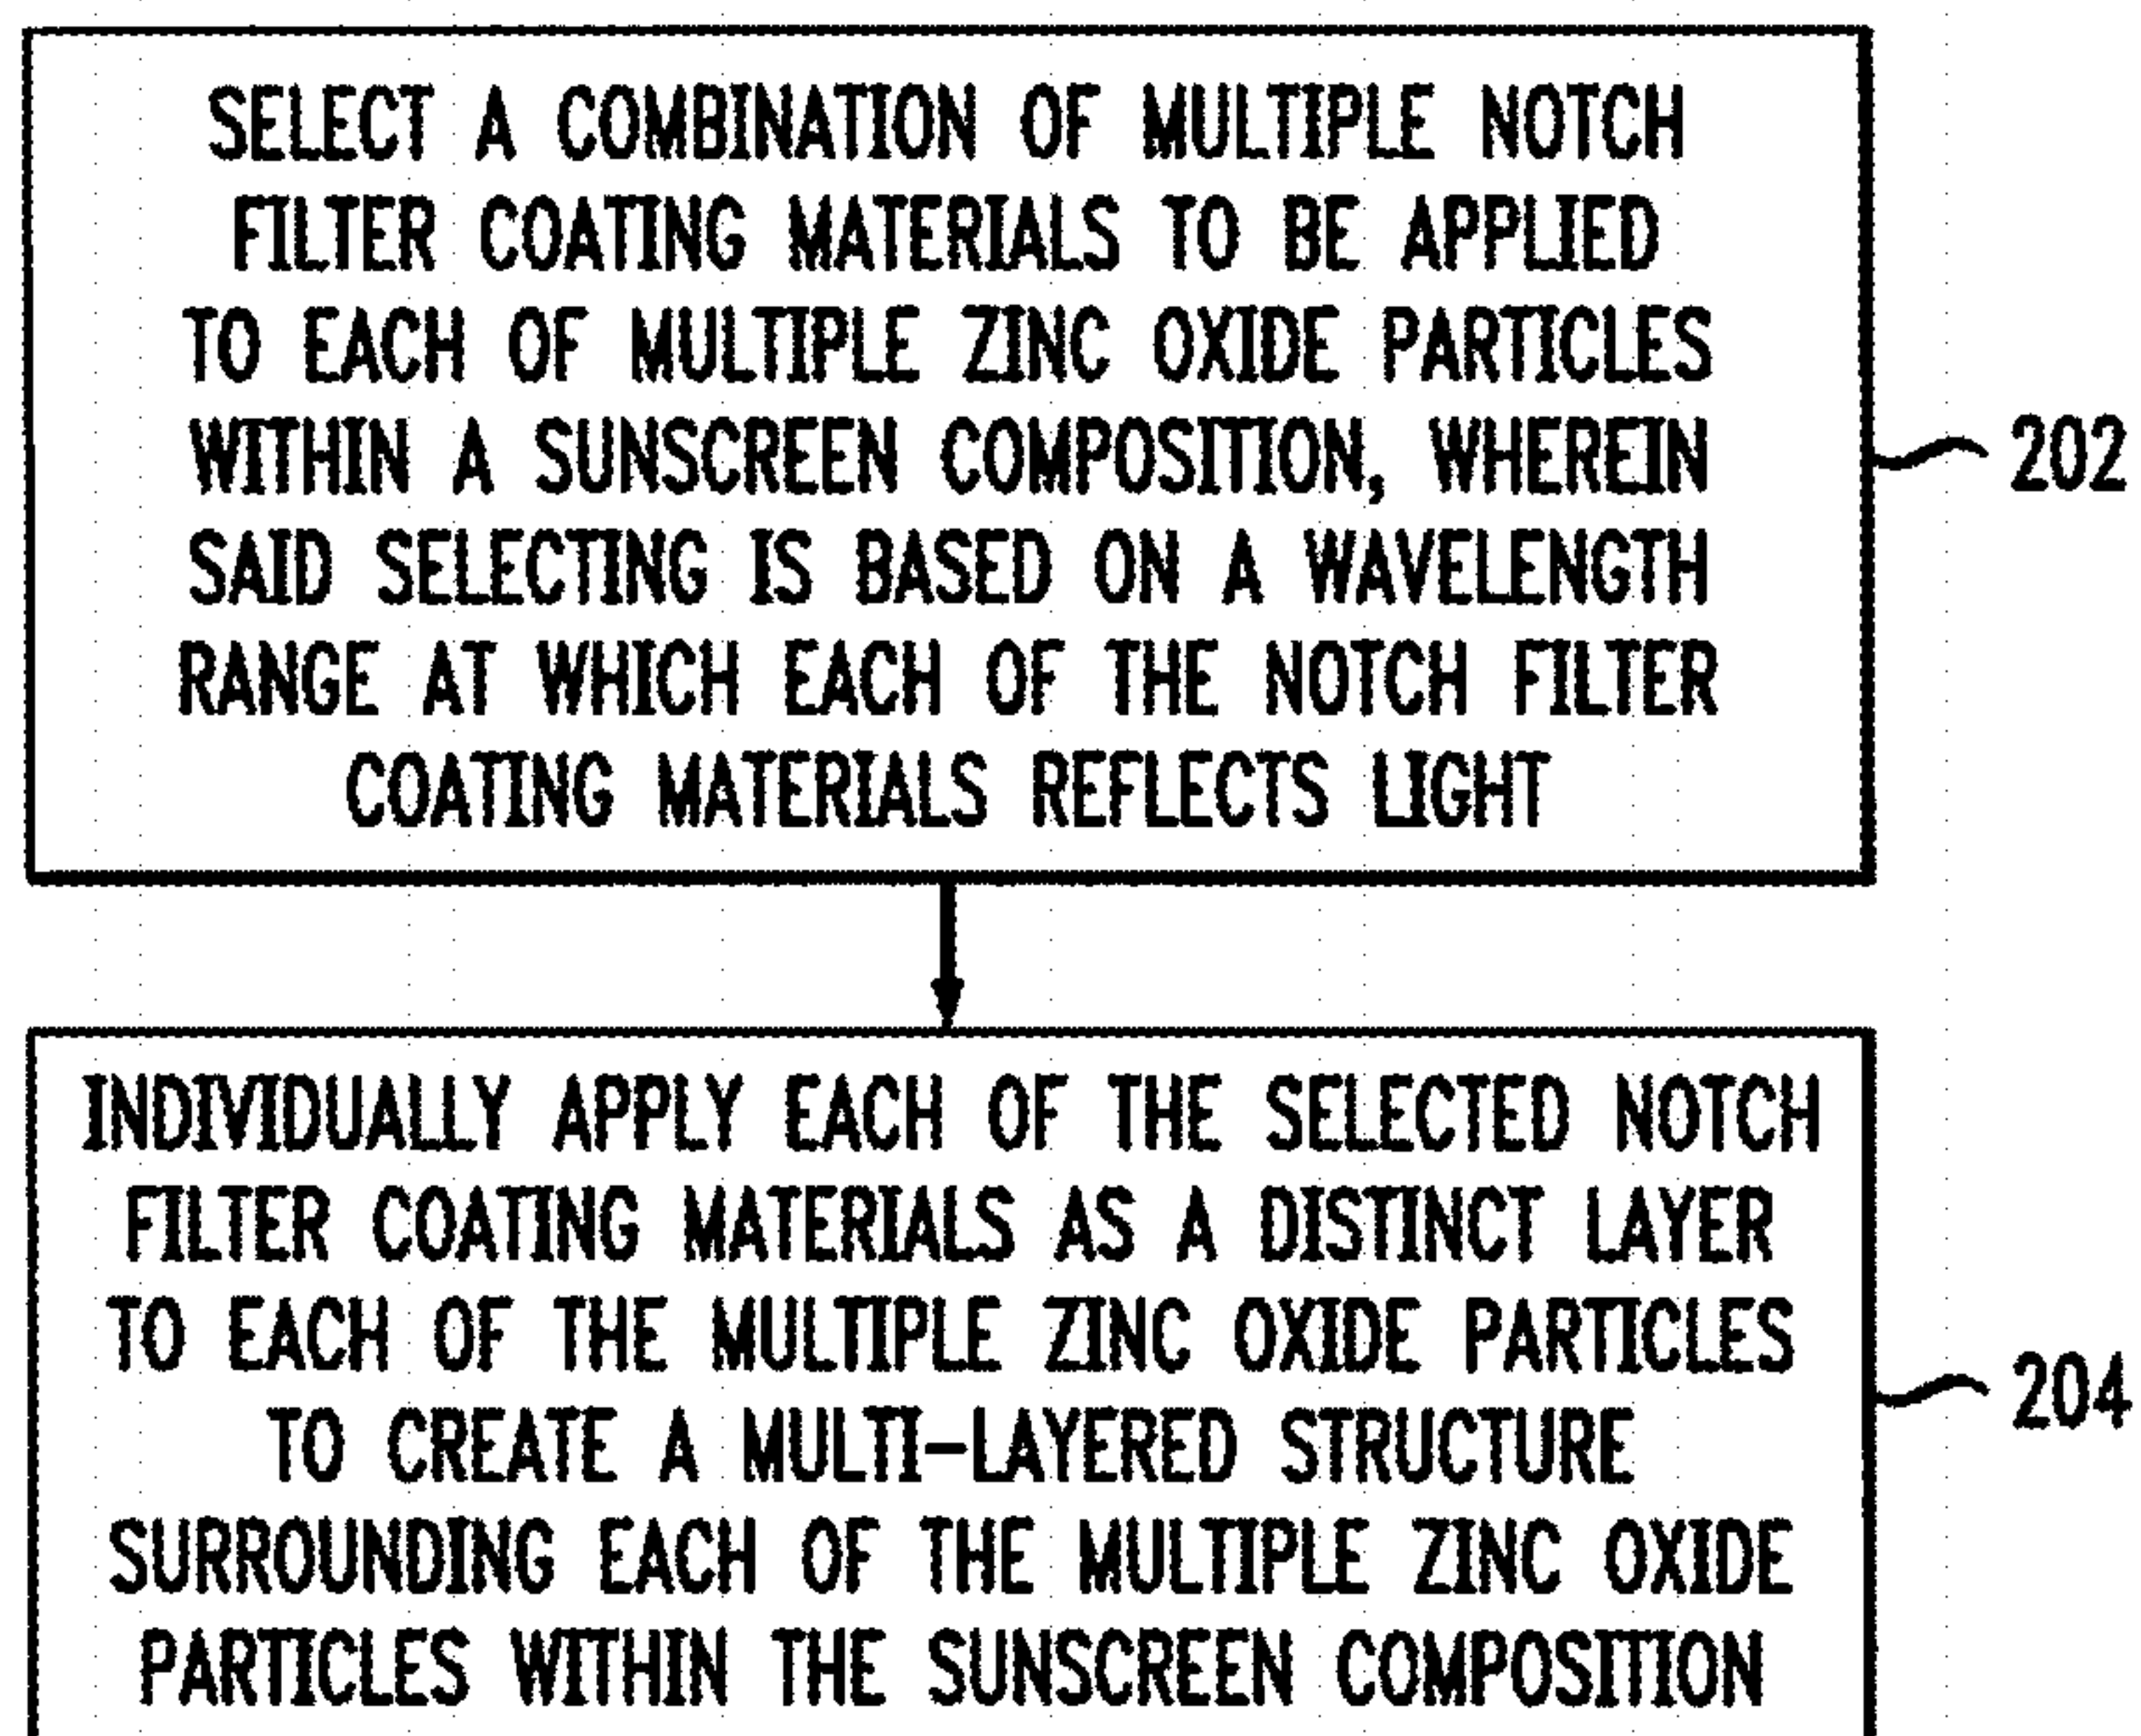 SELECT A COMBINATION OF MULTIPLE NOTCH
FILTER COATING MATERIALS TO BE APPLIED
TO EACH OF MULTIPLE ZINC OXIDE PARTICLES
WITHIN A SUNSCREEN COMPOSITION, WHEREIN
SAID SELECTING IS BASED ON A WAVELENGTH
RANGE AT WHICH EACH OF THE NOTCH FILTER
COATING MATERIALS REFLECTS LIGHT
202
INDIVIDUALLY APPLY EACH OF THE SELECTED NOTCH
FILTER COATING MATERIALS AS A DISTINCT LAYER
TO EACH OF THE MULTIPLE ZINC OXIDE PARTICLES
TO CREATE A MULTI-LAYERED STRUCTURE
SURROUNDING EACH OF THE MULTIPLE ZINC OXIDE
PARTICLES WITHIN THE SUNSCREEN COMPOSITION
204